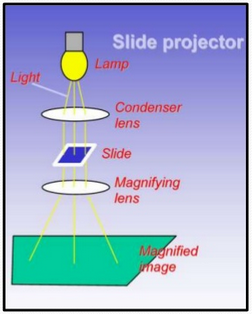 Slide projector
Lamp
Light
Condenser
lens
Slide
Magnifying
lens
Magnified
image